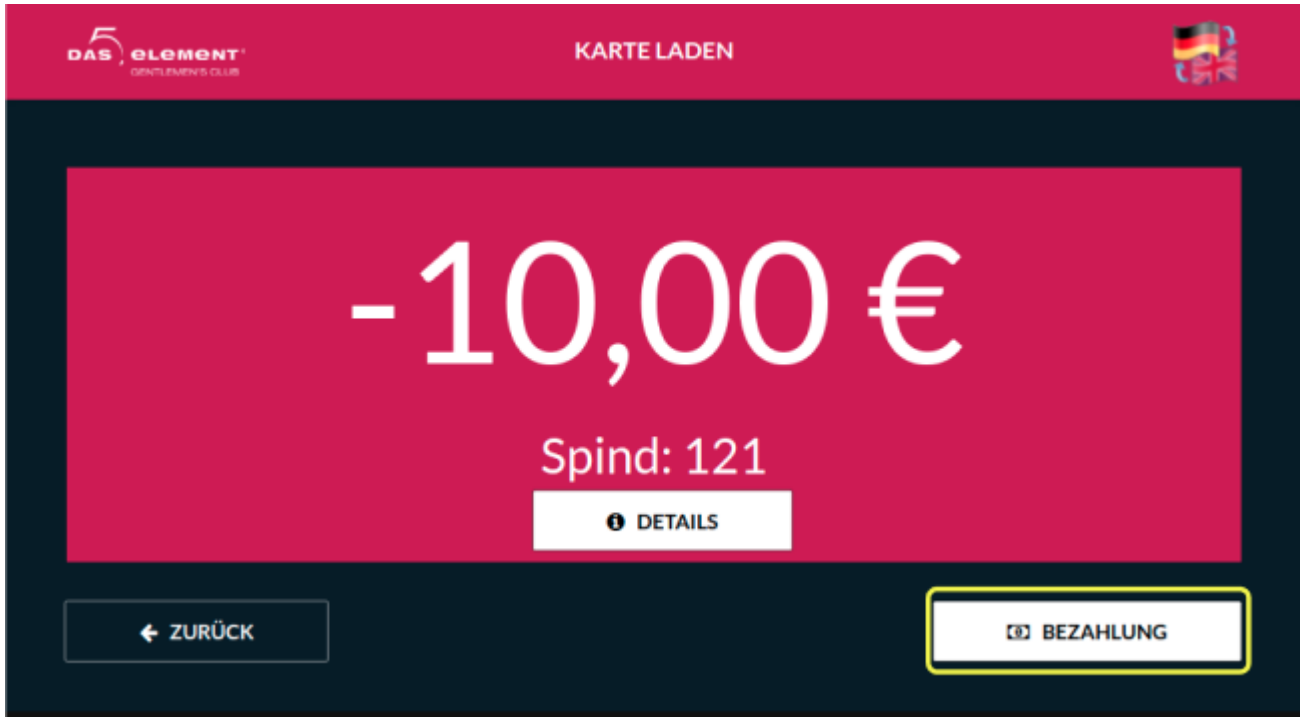 DAS 5 eLement
GENTLEMEN'S CLUB
KARTE LADEN
-10,00 €
Spind: 121
DETAILS
ZURÜCK
BEZAHLUNG